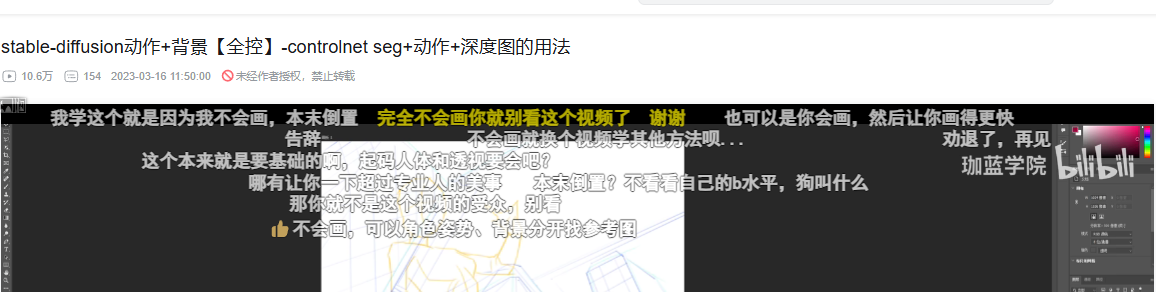 stable-diffusion动作+背景【全控】-controlnet seg+动作+深度图的用法
10.6万 154 2023-03-16 11:50:00 未经作者授权，禁止转载
我学这个就是因为我不会画，本末倒置 完全不会画你就别看这个视频了 谢谢 也可以是你会画，然后让你画得更快
告辞 不会画就换个视频学其他方法呗... 劝退了，再见
这个本来就是要基础的啊，起码人体和透视要会吧？ 珈蓝学院 bilibili
哪有让你一下超过专业人的美事 本末倒置？不看看自己的b水平，狗叫什么
那你就不是这个视频的受众，别看
不会画，可以角色姿势、背景分开找参考图